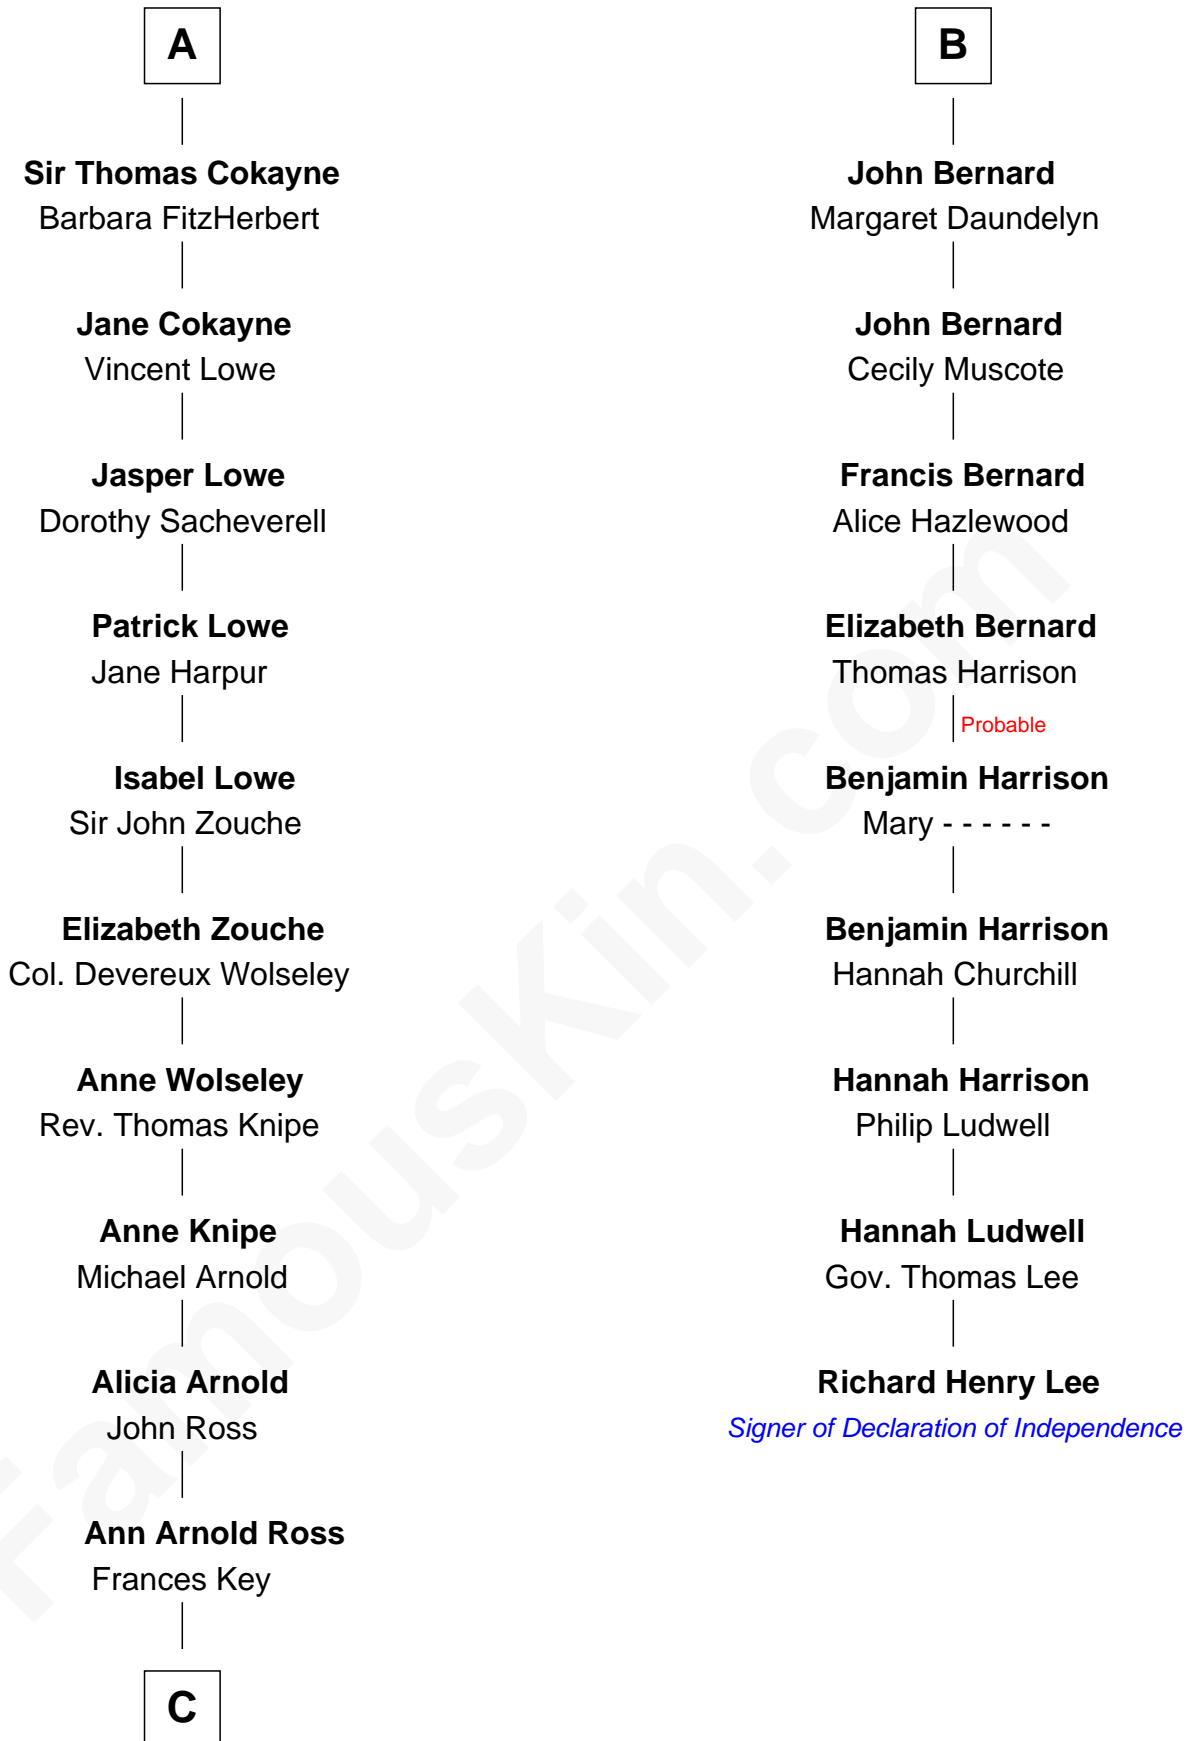 A
Sir Thomas Cokayne
Barbara FitzHerbert
Jane Cokayne
Vincent Lowe
Jasper Lowe
Dorothy Sacheverell
Patrick Lowe
Jane Harpur
Isabel Lowe
Sir John Zouche
Elizabeth Zouche
Col. Devereux Wolseley
Anne Wolseley
Rev. Thomas Knipe
Anne Knipe
Michael Arnold
Alicia Arnold
John Ross
Ann Arnold Ross
Frances Key
C
B
John Bernard
Margaret Daundelyn
John Bernard
Cecily Muscote
Francis Bernard
Alice Hazlewood
Elizabeth Bernard
Thomas Harrison
Probable
Benjamin Harrison
Mary - - - - - -
Benjamin Harrison
Hannah Churchill
Hannah Harrison
Philip Ludwell
Hannah Ludwell
Gov. Thomas Lee
Richard Henry Lee
Signer of Declaration of Independence
FamousKin.com